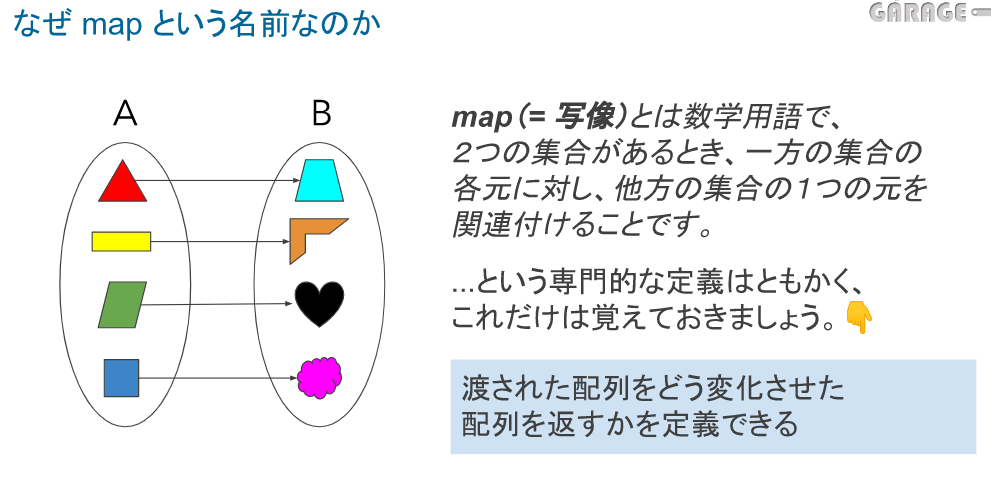 なぜ map という名前なのか
GARAGE
A
B
map（= 写像）とは数学用語で、
２つの集合があるとき、一方の集合の
各元に対し、他方の集合の１つの元を
関連付けることです。
...という専門的な定義はともかく、
これだけは覚えておきましょう。👇
渡された配列をどう変化させた
配列を返すかを定義できる